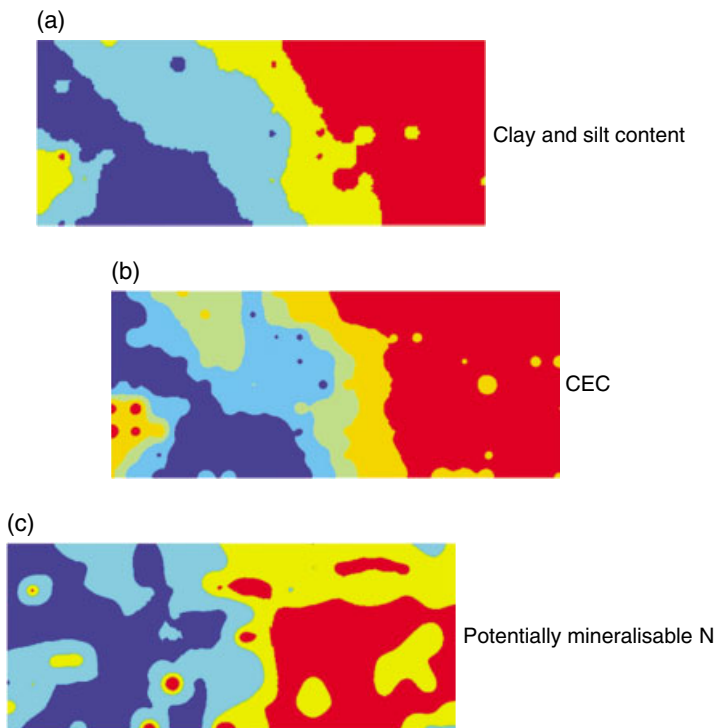 (a)
Clay and silt content
(b)
CEC
(c)
Potentially mineralisable N